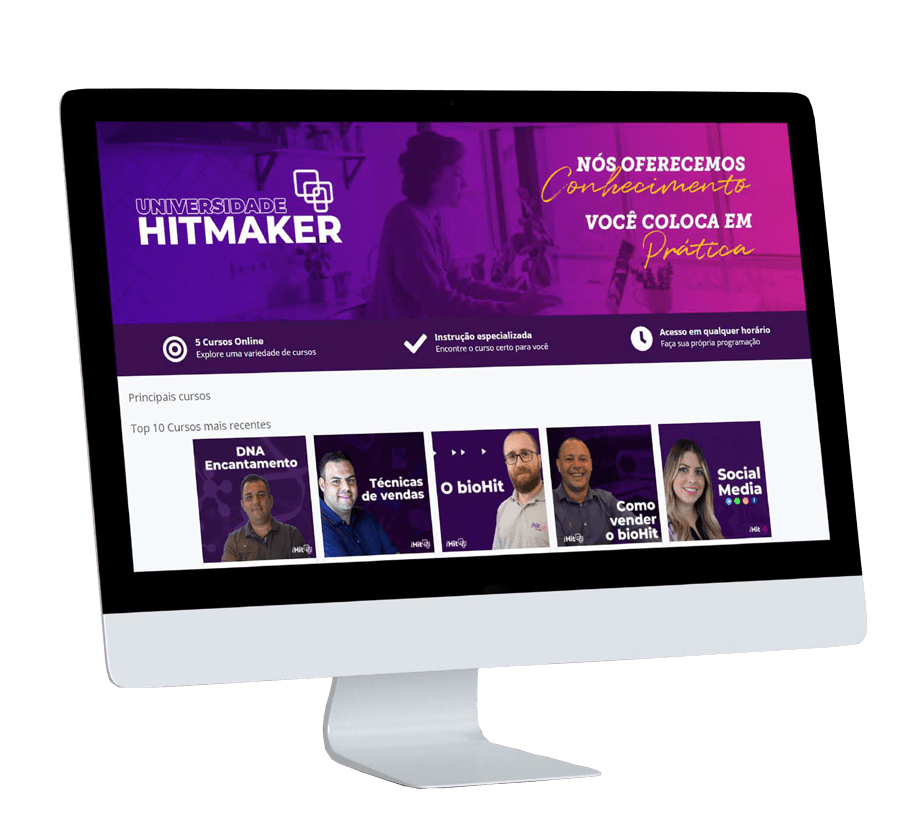 UNIVERSIDADE
HITMAKER
NÓS OFERECEMOS
Conhecimento
VOCÊ COLOCA EM
Prática
5 Cursos Online
Explore uma variedade de cursos
Instrução especializada
Encontre o curso certo para você
Acesso em qualquer horário
Faça sua própria programação
Principais cursos
Top 10 Cursos mais recentes
DNA
Encantamento
iHit
Técnicas
de vendas
iHit
O bioHit
iHit
Como
vender
o bioHit
iHit
Social
Media
iHit